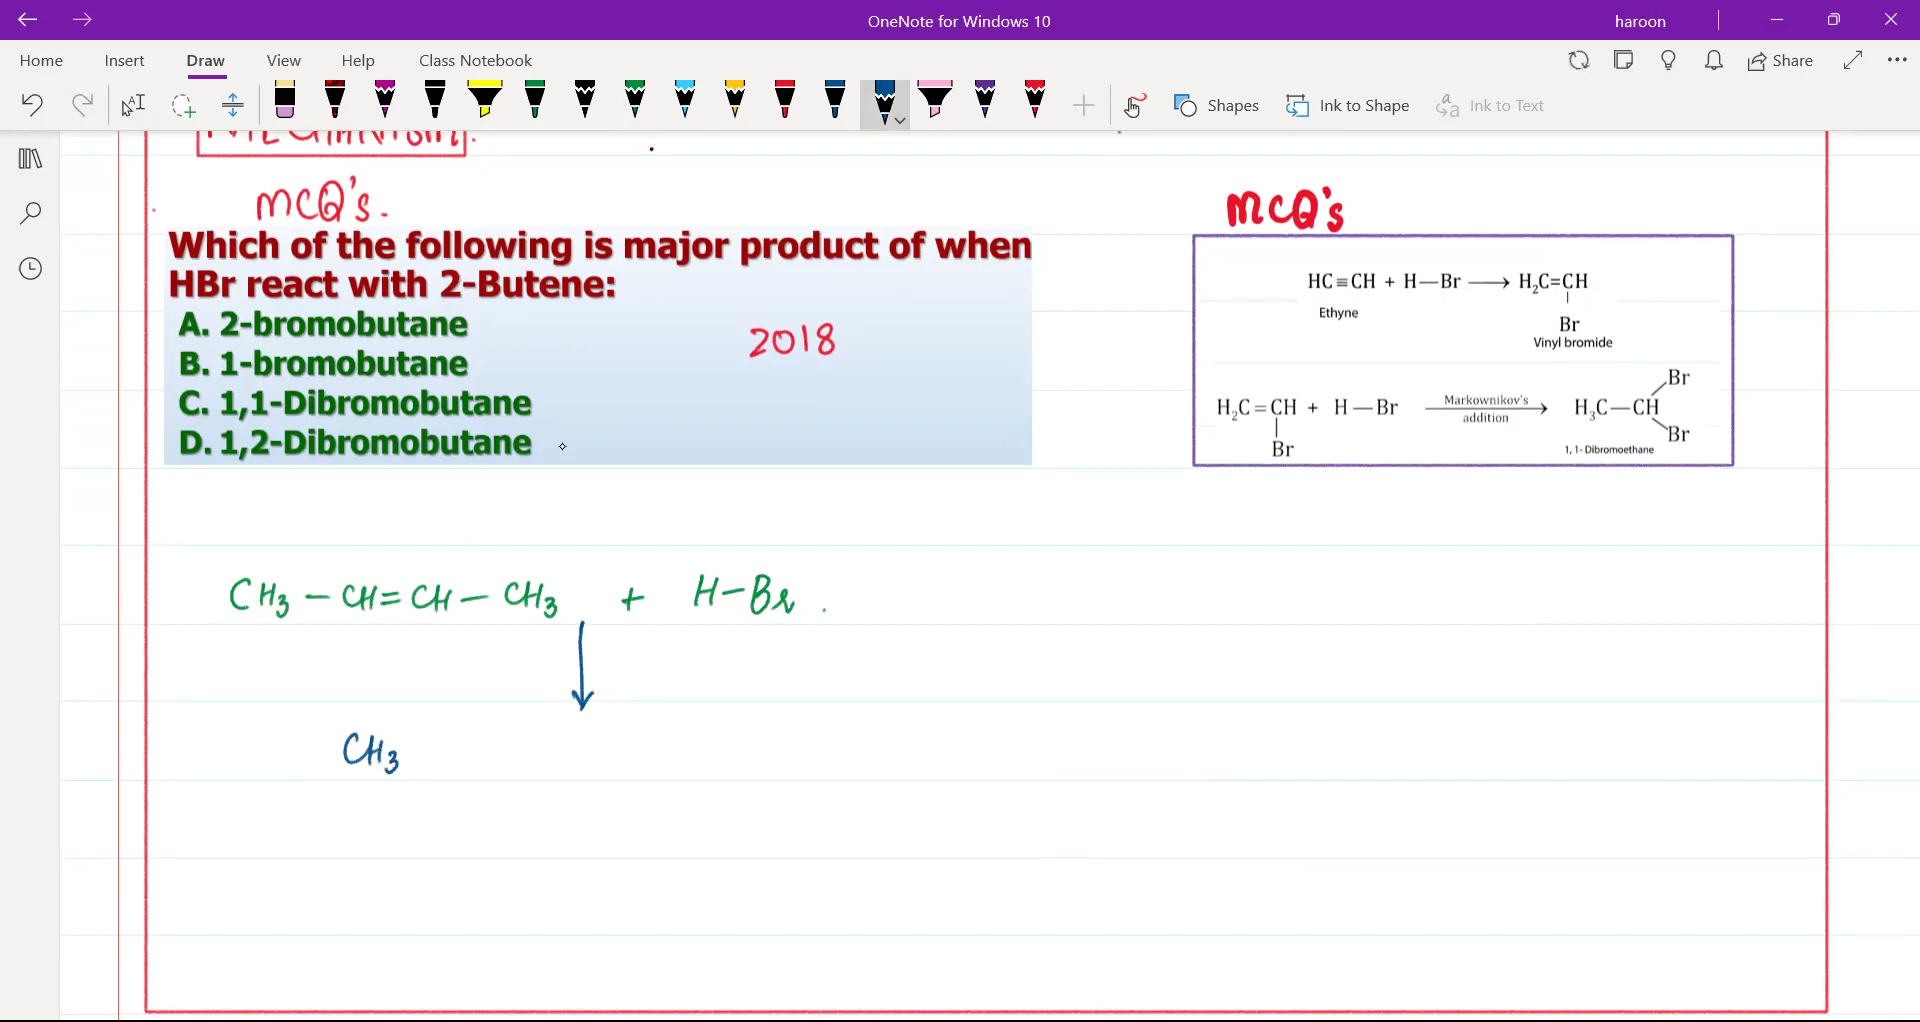 OneNote for Windows 10
haroon
Home Insert Draw View Help Class Notebook
Share
Shapes Ink to Shape Ink to Text
MCQ's.
Which of the following is major product of when
HBr react with 2-Butene:
A. 2-bromobutane
B. 1-bromobutane
C. 1,1-Dibromobutane
D. 1,2-Dibromobutane
2018
MCQ's
HC≡CH + H—Br ⟶ H₂C=CH
Br
Ethyne
Vinyl bromide
Br
H₂C=CH + H—Br Markownikov's addition H₃C—CH
Br
Br
1, 1- Dibromoethane
CH₃ – CH = CH – CH₃ + H–Br .
CH₃